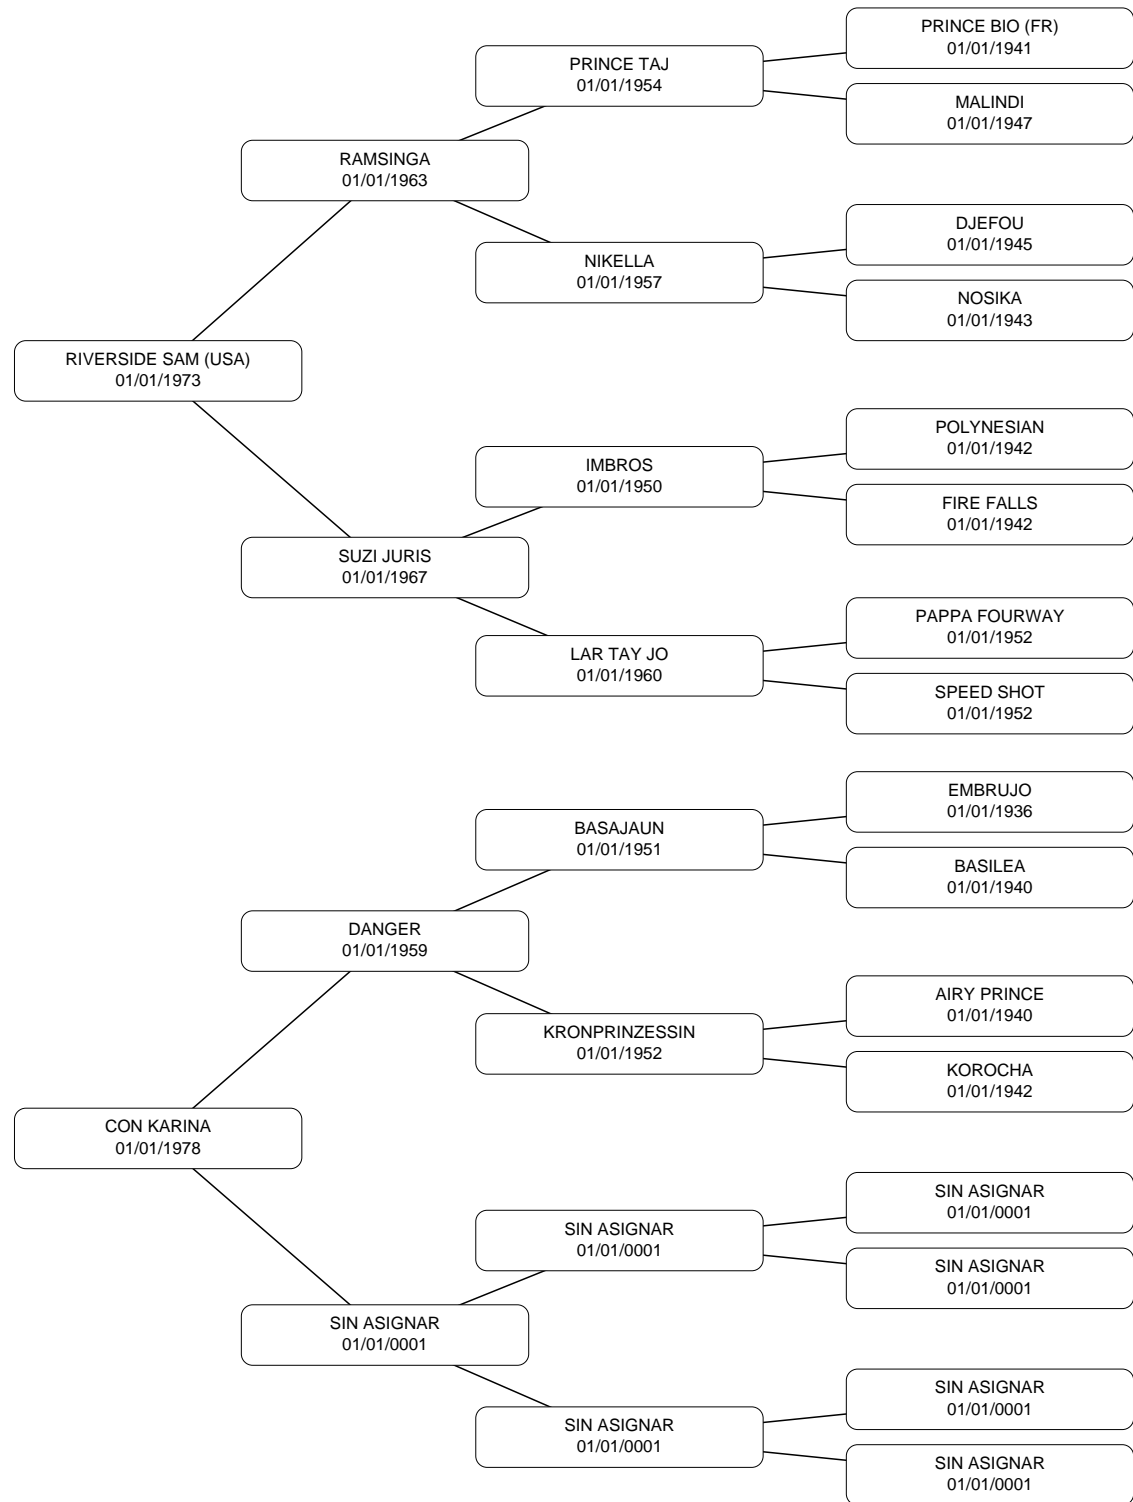 PRINCE BIO (FR)
01/01/1941
PRINCE TAJ
01/01/1954
MALINDI
01/01/1947
RAMSINGA
01/01/1963
DJEFOU
01/01/1945
NIKELLA
01/01/1957
NOSIKA
01/01/1943
RIVERSIDE SAM (USA)
01/01/1973
POLYNESIAN
01/01/1942
IMBROS
01/01/1950
FIRE FALLS
01/01/1942
SUZI JURIS
01/01/1967
PAPPA FOURWAY
01/01/1952
LAR TAY JO
01/01/1960
SPEED SHOT
01/01/1952
EMBRUJO
01/01/1936
BASAJAUN
01/01/1951
BASILEA
01/01/1940
DANGER
01/01/1959
AIRY PRINCE
01/01/1940
KRONPRINZESSIN
01/01/1952
KOROCHA
01/01/1942
CON KARINA
01/01/1978
SIN ASIGNAR
01/01/0001
SIN ASIGNAR
01/01/0001
SIN ASIGNAR
01/01/0001
SIN ASIGNAR
01/01/0001
SIN ASIGNAR
01/01/0001
SIN ASIGNAR
01/01/0001
SIN ASIGNAR
01/01/0001